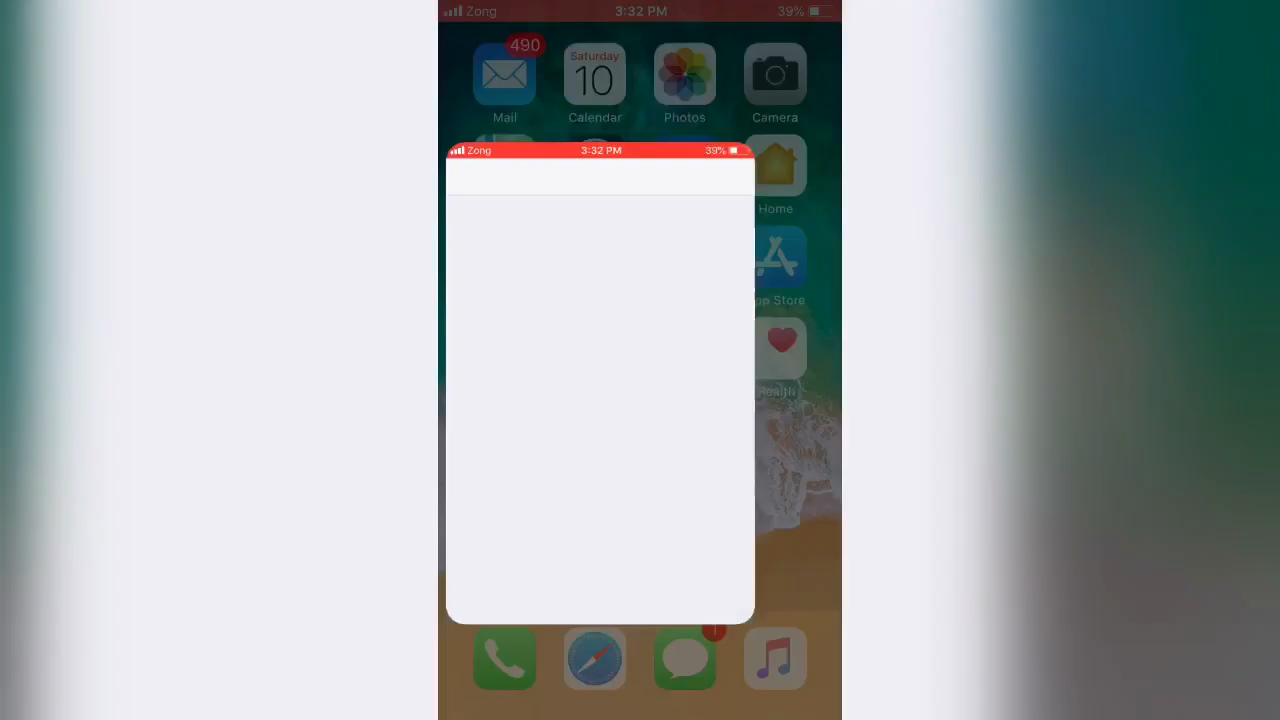 Zong 3:32 PM 39%
490
Saturday
10
Mail Calendar Photos Camera
Zong 3:32 PM 39%
Home
pp Store
Health